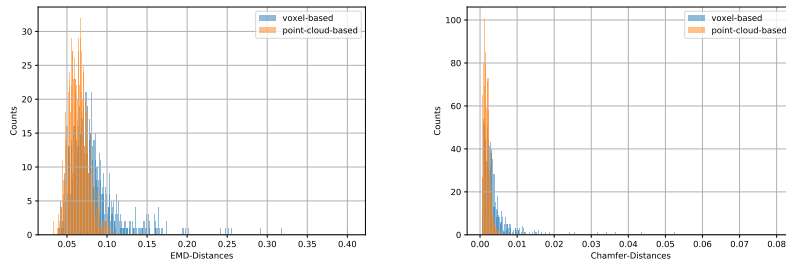 voxel-based
point-cloud-based
Counts
30
25
20
15
10
5
0
0.05 0.10 0.15 0.20 0.25 0.30 0.35 0.40
EMD-Distances
voxel-based
point-cloud-based
Counts
100
80
60
40
20
0
0.00 0.01 0.02 0.03 0.04 0.05 0.06 0.07 0.08
Chamfer-Distances